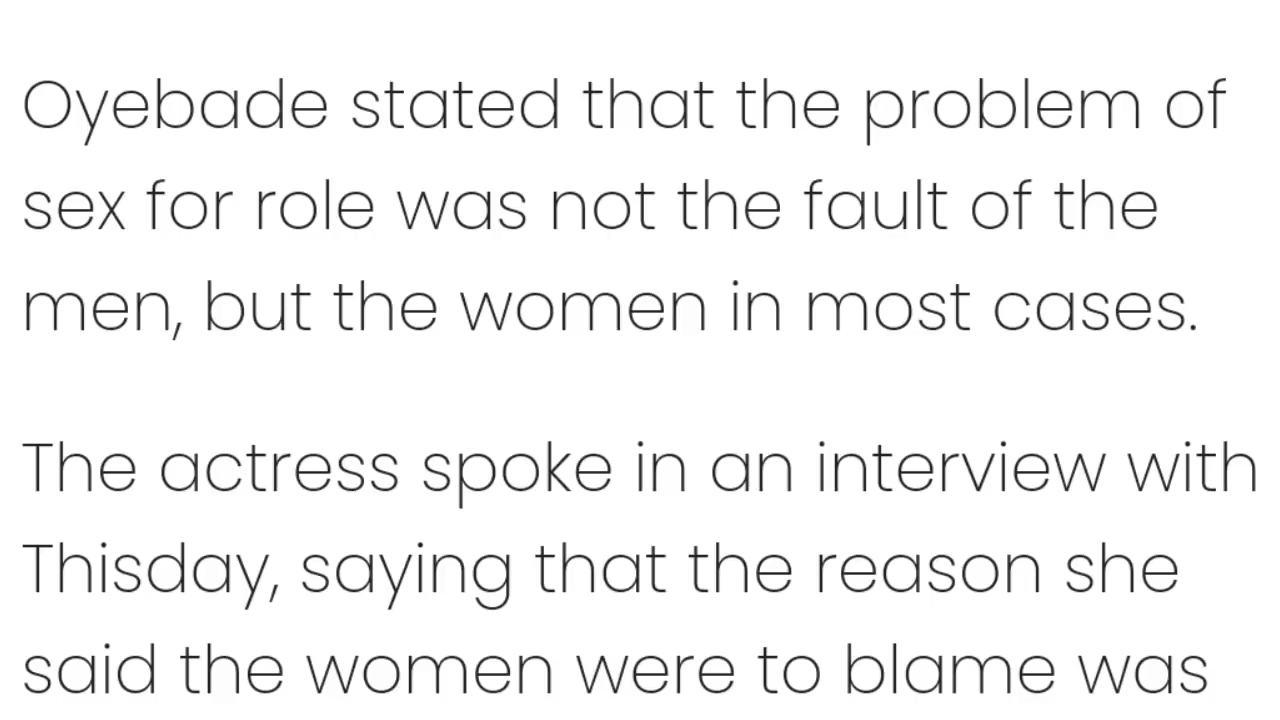 Oyebade stated that the problem of
sex for role was not the fault of the
men, but the women in most cases.
The actress spoke in an interview with
Thisday, saying that the reason she
said the women were to blame was